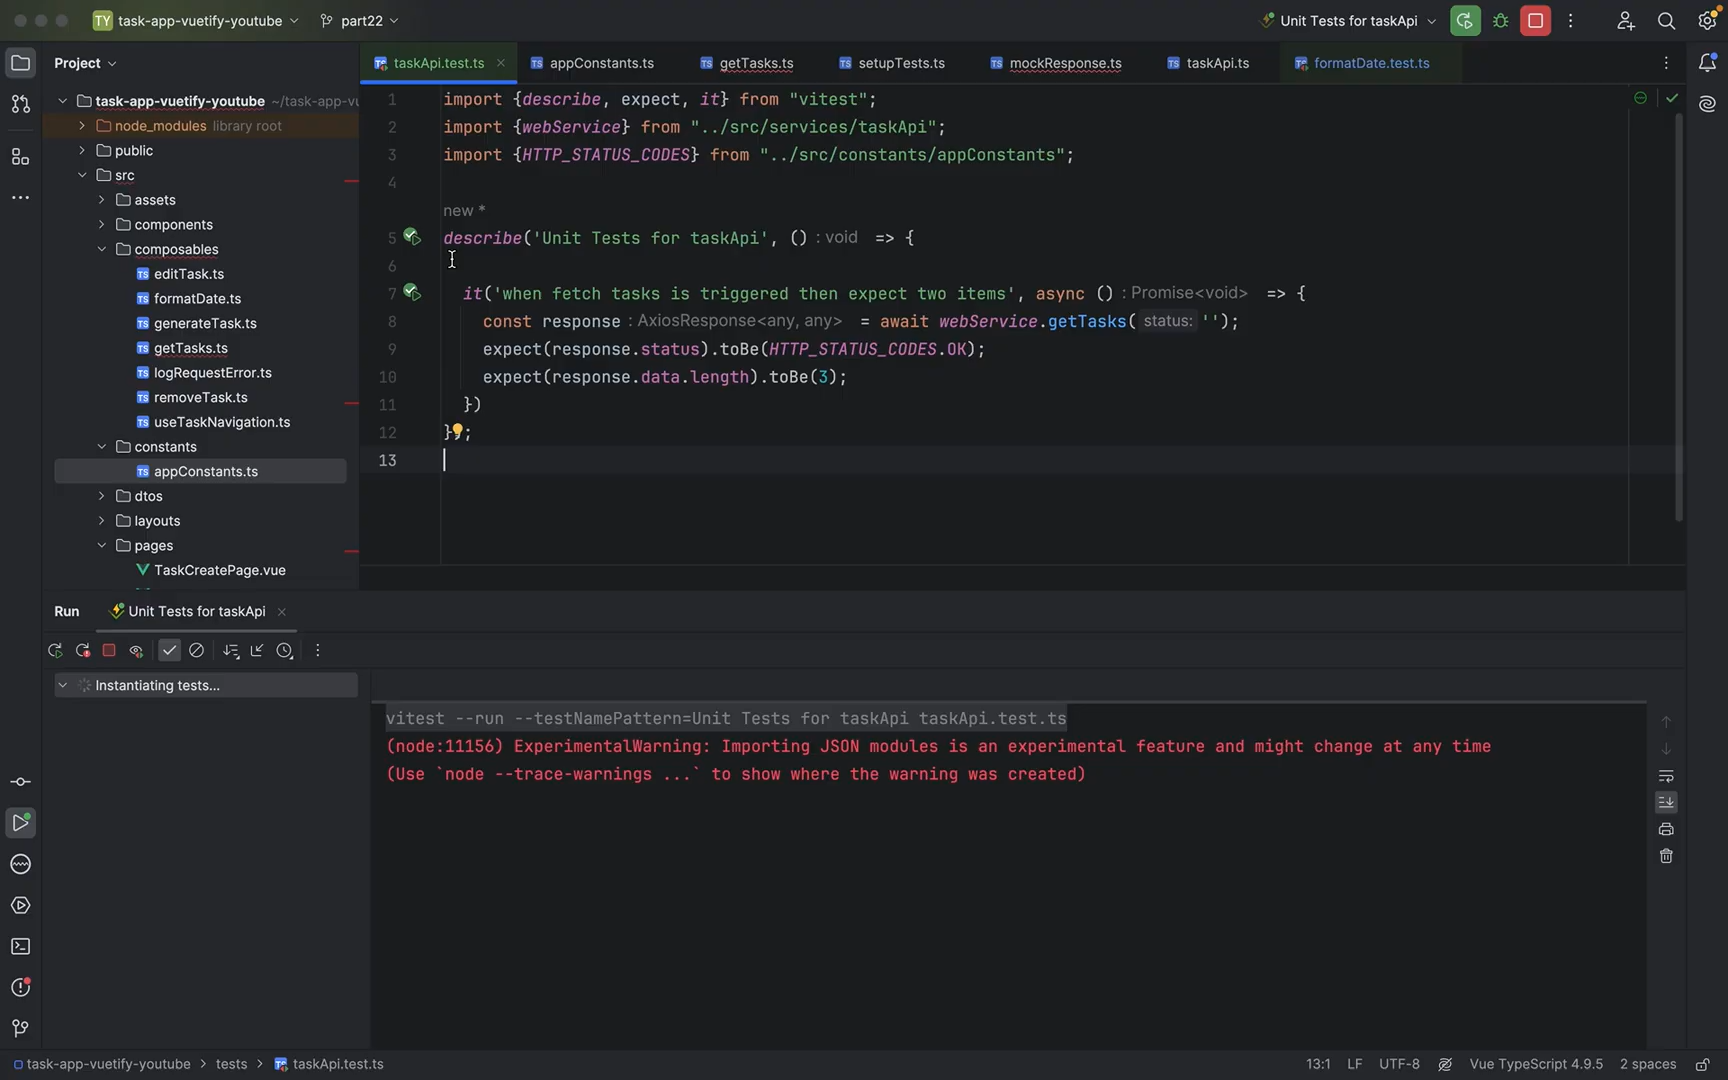 TY task-app-vuetify-youtube part22 Unit Tests for taskApi
Project
taskApi.test.ts appConstants.ts getTasks.ts setupTests.ts mockResponse.ts taskApi.ts formatDate.test.ts
task-app-vuetify-youtube ~/task-app-vu
node_modules library root
public
src
assets
components
composables
editTask.ts
formatDate.ts
generateTask.ts
getTasks.ts
logRequestError.ts
removeTask.ts
useTaskNavigation.ts
constants
appConstants.ts
dtos
layouts
pages
TaskCreatePage.vue
1 import {describe, expect, it} from "vitest";
2 import {webService} from "../src/services/taskApi";
3 import {HTTP_STATUS_CODES} from "../src/constants/appConstants";
4
new *
5 describe('Unit Tests for taskApi', () : void => {
6
7 it('when fetch tasks is triggered then expect two items', async () : Promise<void> => {
8 const response : AxiosResponse<any, any> = await webService.getTasks( status: '');
9 expect(response.status).toBe(HTTP_STATUS_CODES.OK);
10 expect(response.data.length).toBe(3);
11 })
12 });
13
Run Unit Tests for taskApi
Instantiating tests...
vitest --run --testNamePattern=Unit Tests for taskApi taskApi.test.ts
(node:11156) ExperimentalWarning: Importing JSON modules is an experimental feature and might change at any time
(Use `node --trace-warnings ...` to show where the warning was created)
task-app-vuetify-youtube > tests > taskApi.test.ts 13:1 LF UTF-8 Vue TypeScript 4.9.5 2 spaces